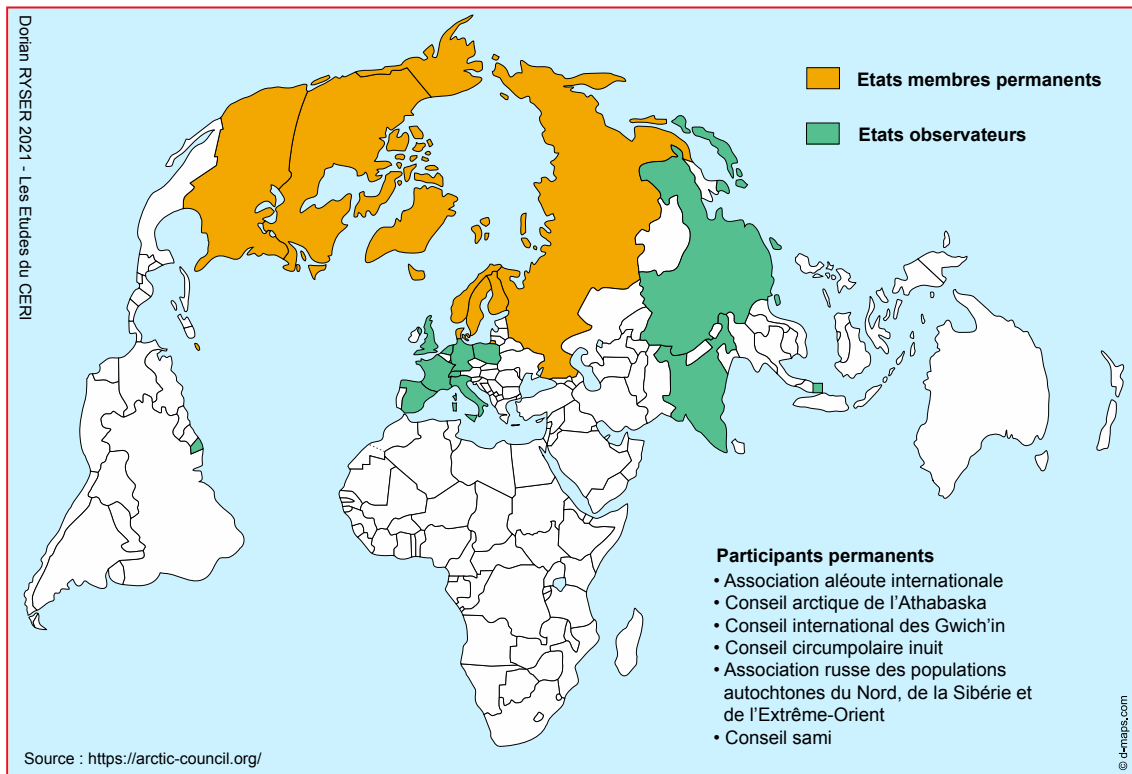 Dorian RYSER 2021 - Les Etudes du CERI
Etats membres permanents
Etats observateurs
Participants permanents
• Association aléoute internationale
• Conseil arctique de l'Athabaska
• Conseil international des Gwich'in
• Conseil circumpolaire inuit
• Association russe des populations
autochtones du Nord, de la Sibérie et
de l'Extrême-Orient
• Conseil sami
Source : https://arctic-council.org/
© d-maps.com